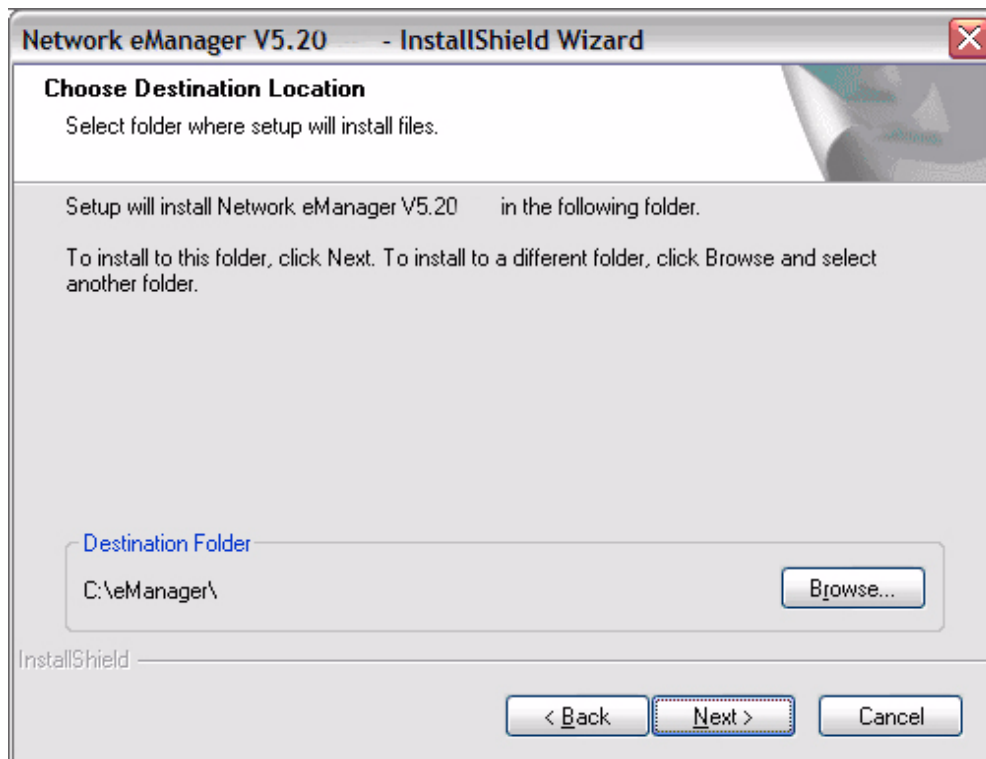 Network eManager V5.20 - InstallShield Wizard
Choose Destination Location
Select folder where setup will install files.
Setup will install Network eManager V5.20 in the following folder.
To install to this folder, click Next. To install to a different folder, click Browse and select
another folder.
Destination Folder
C:\eManager\
Browse...
InstallShield
< Back
Next >
Cancel